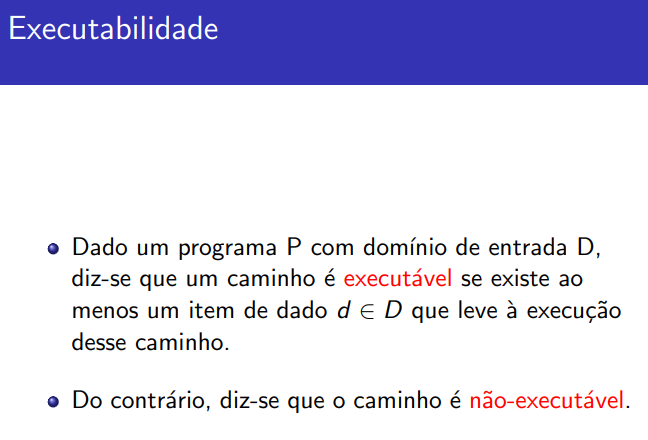 Executabilidade
Dado um programa P com domínio de entrada D,
diz-se que um caminho é executável se existe ao
menos um item de dado d ∈ D que leve à execução
desse caminho.
Do contrário, diz-se que o caminho é não-executável.